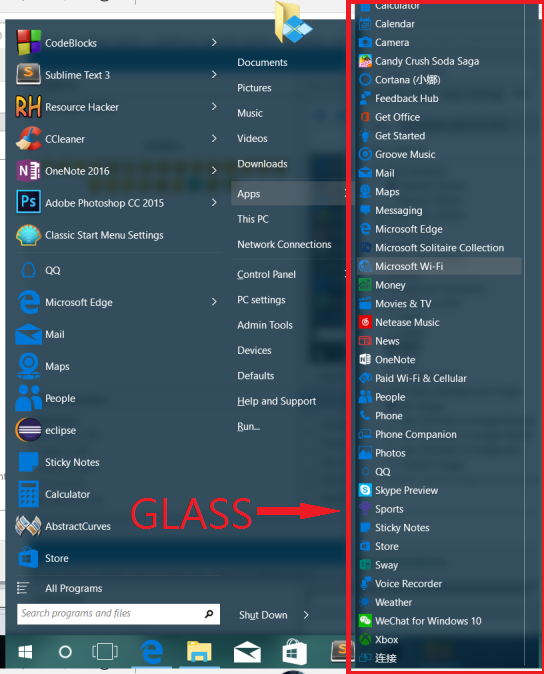 CodeBlocks
Sublime Text 3
Resource Hacker
CCleaner
OneNote 2016
Adobe Photoshop CC 2015
Classic Start Menu Settings
QQ
Microsoft Edge
Mail
Maps
People
eclipse
Sticky Notes
Calculator
AbstractCurves
Store
All Programs
Search programs and files
Documents
Pictures
Music
Videos
Downloads
Apps
This PC
Network Connections
Control Panel
PC settings
Admin Tools
Devices
Defaults
Help and Support
Run...
Shut Down
GLASS
Calculator
Calendar
Camera
Candy Crush Soda Saga
Cortana (小娜)
Feedback Hub
Get Office
Get Started
Groove Music
Mail
Maps
Messaging
Microsoft Edge
Microsoft Solitaire Collection
Microsoft Wi-Fi
Money
Movies & TV
Netease Music
News
OneNote
Paid Wi-Fi & Cellular
People
Phone
Phone Companion
Photos
QQ
Skype Preview
Sports
Sticky Notes
Store
Sway
Voice Recorder
Weather
WeChat for Windows 10
Xbox
连接